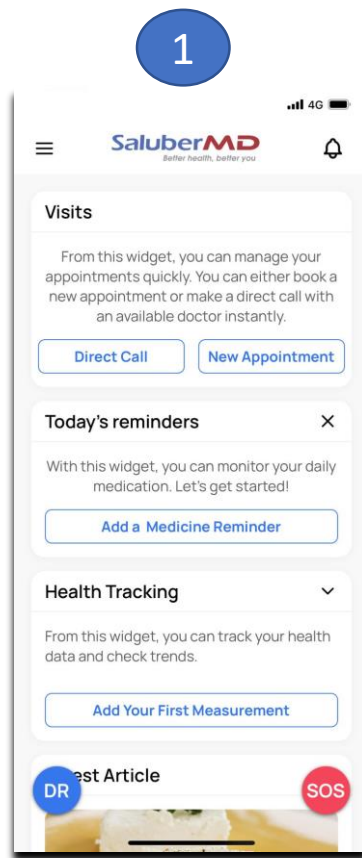 1
4G
SaluberMD
Better health, better you
Visits
From this widget, you can manage your
appointments quickly. You can either book a
new appointment or make a direct call with
an available doctor instantly.
Direct Call
New Appointment
Today's reminders
With this widget, you can monitor your daily
medication. Let's get started!
Add a Medicine Reminder
Health Tracking
From this widget, you can track your health
data and check trends.
Add Your First Measurement
Article
DR
SOS